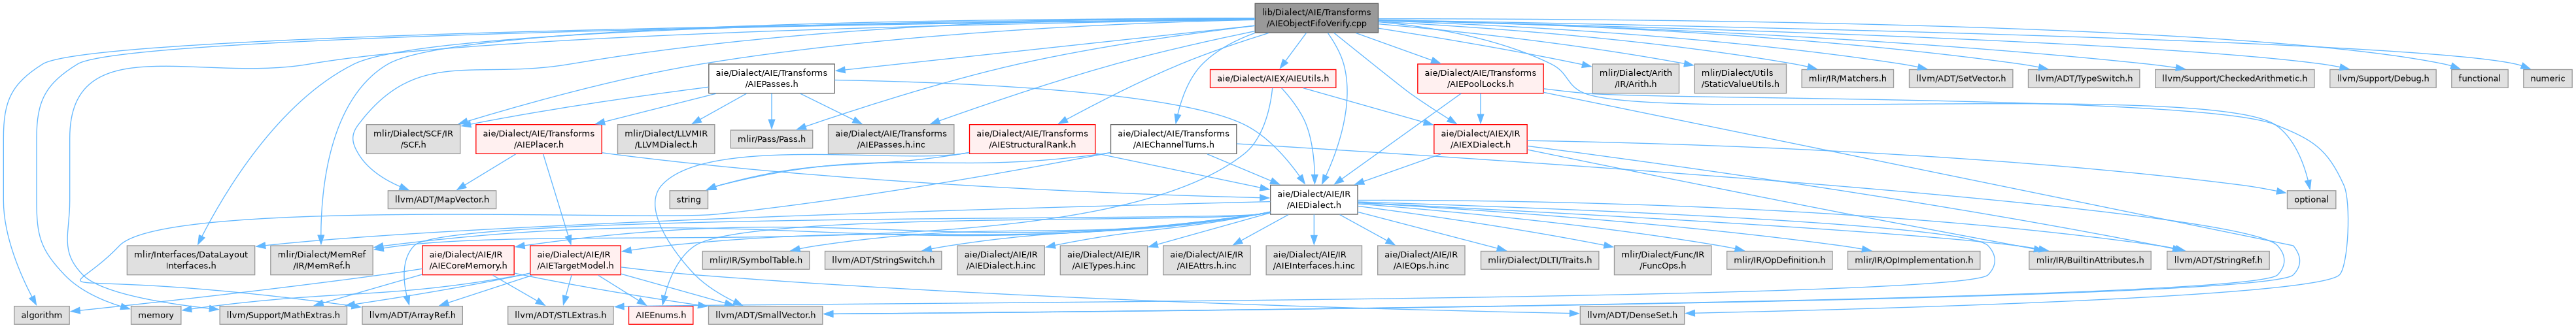 lib/Dialect/AIE/Transforms
/AIEObjectFifoVerify.cpp
aie/Dialect/AIE/Transforms
/AIEPasses.h
aie/Dialect/AIEX/AIEUtils.h
aie/Dialect/AIE/Transforms
/AIEPoolLocks.h
mlir/Dialect/Arith
/IR/Arith.h
mlir/Dialect/Utils
/StaticValueUtils.h
mlir/IR/Matchers.h
llvm/ADT/SetVector.h
llvm/ADT/TypeSwitch.h
llvm/Support/CheckedArithmetic.h
llvm/Support/Debug.h
functional
numeric
mlir/Dialect/SCF/IR
/SCF.h
aie/Dialect/AIE/Transforms
/AIEPlacer.h
mlir/Dialect/LLVMIR
/LLVMDialect.h
mlir/Pass/Pass.h
aie/Dialect/AIE/Transforms
/AIEPasses.h.inc
aie/Dialect/AIE/Transforms
/AIEStructuralRank.h
aie/Dialect/AIE/Transforms
/AIEChannelTurns.h
aie/Dialect/AIEX/IR
/AIEXDialect.h
llvm/ADT/MapVector.h
string
aie/Dialect/AIE/IR
/AIEDialect.h
optional
mlir/Interfaces/DataLayout
Interfaces.h
mlir/Dialect/MemRef
/IR/MemRef.h
aie/Dialect/AIE/IR
/AIECoreMemory.h
aie/Dialect/AIE/IR
/AIETargetModel.h
mlir/IR/SymbolTable.h
llvm/ADT/StringSwitch.h
aie/Dialect/AIE/IR
/AIEDialect.h.inc
aie/Dialect/AIE/IR
/AIETypes.h.inc
aie/Dialect/AIE/IR
/AIEAttrs.h.inc
aie/Dialect/AIE/IR
/AIEInterfaces.h.inc
aie/Dialect/AIE/IR
/AIEOps.h.inc
mlir/Dialect/DLTI/Traits.h
mlir/Dialect/Func/IR
/FuncOps.h
mlir/IR/OpDefinition.h
mlir/IR/OpImplementation.h
mlir/IR/BuiltinAttributes.h
llvm/ADT/StringRef.h
algorithm
memory
llvm/Support/MathExtras.h
llvm/ADT/ArrayRef.h
llvm/ADT/STLExtras.h
AIEEnums.h
llvm/ADT/SmallVector.h
llvm/ADT/DenseSet.h